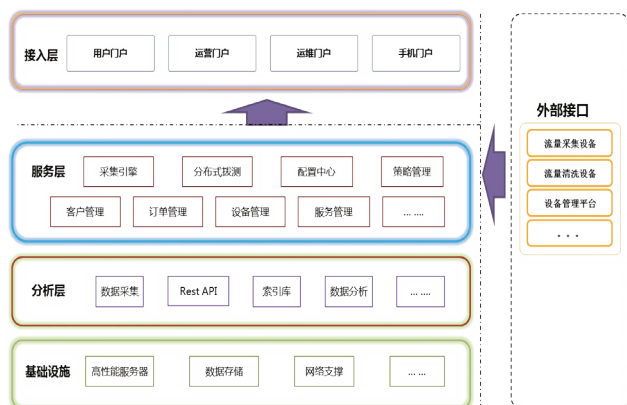 接入层
用户门户
运营门户
运维门户
手机门户
服务层
采集引擎
分布式拨测
配置中心
策略管理
客户管理
订单管理
设备管理
服务管理
... ....
分析层
数据采集
Rest API
索引库
数据分析
... ....
基础设施
高性能服务器
数据存储
网络支撑
... ...
外部接口
流量采集设备
流量清洗设备
设备管理平台
. . .